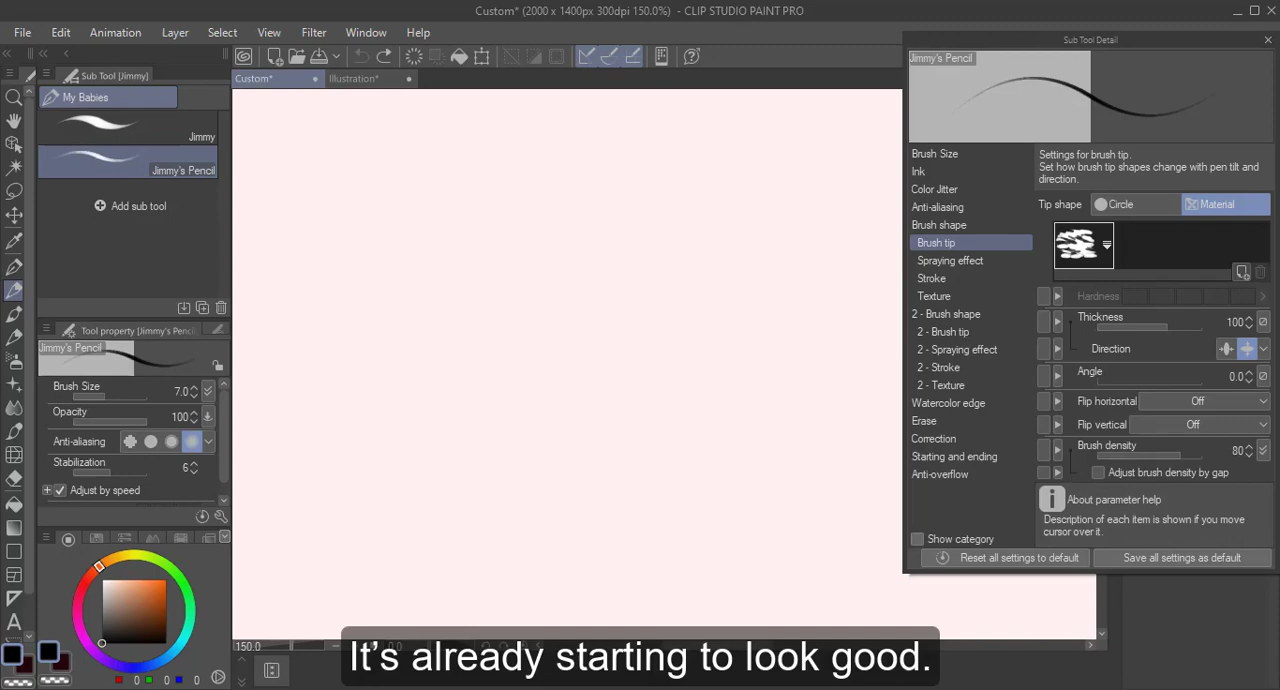 Custom* (2000 x 1400px 300dpi 150.0%) - CLIP STUDIO PAINT PRO
File Edit Animation Layer Select View Filter Window Help
Sub Tool [Jimmy]
My Babies
Jimmy
Jimmy's Pencil
Add sub tool
Tool property [Jimmy's Penci
Jimmy's Pencil
Brush Size 7.0
Opacity 100
Anti-aliasing
Stabilization 6
Adjust by speed
0 0 0
Custom* Illustration*
150.0
Sub Tool Detail
Jimmy's Pencil
Brush Size
Ink
Color Jitter
Anti-aliasing
Brush shape
Brush tip
Spraying effect
Stroke
Texture
2 - Brush shape
2 - Brush tip
2 - Spraying effect
2 - Stroke
2 - Texture
Watercolor edge
Erase
Correction
Starting and ending
Anti-overflow
Show category
Settings for brush tip.
Set how brush tip shapes change with pen tilt and
direction.
Tip shape Circle Material
Hardness
Thickness 100
Direction
Angle 0.0
Flip horizontal Off
Flip vertical Off
Brush density 80
Adjust brush density by gap
About parameter help
Description of each item is shown if you move
cursor over it.
Reset all settings to default Save all settings as default
It's already starting to look good.